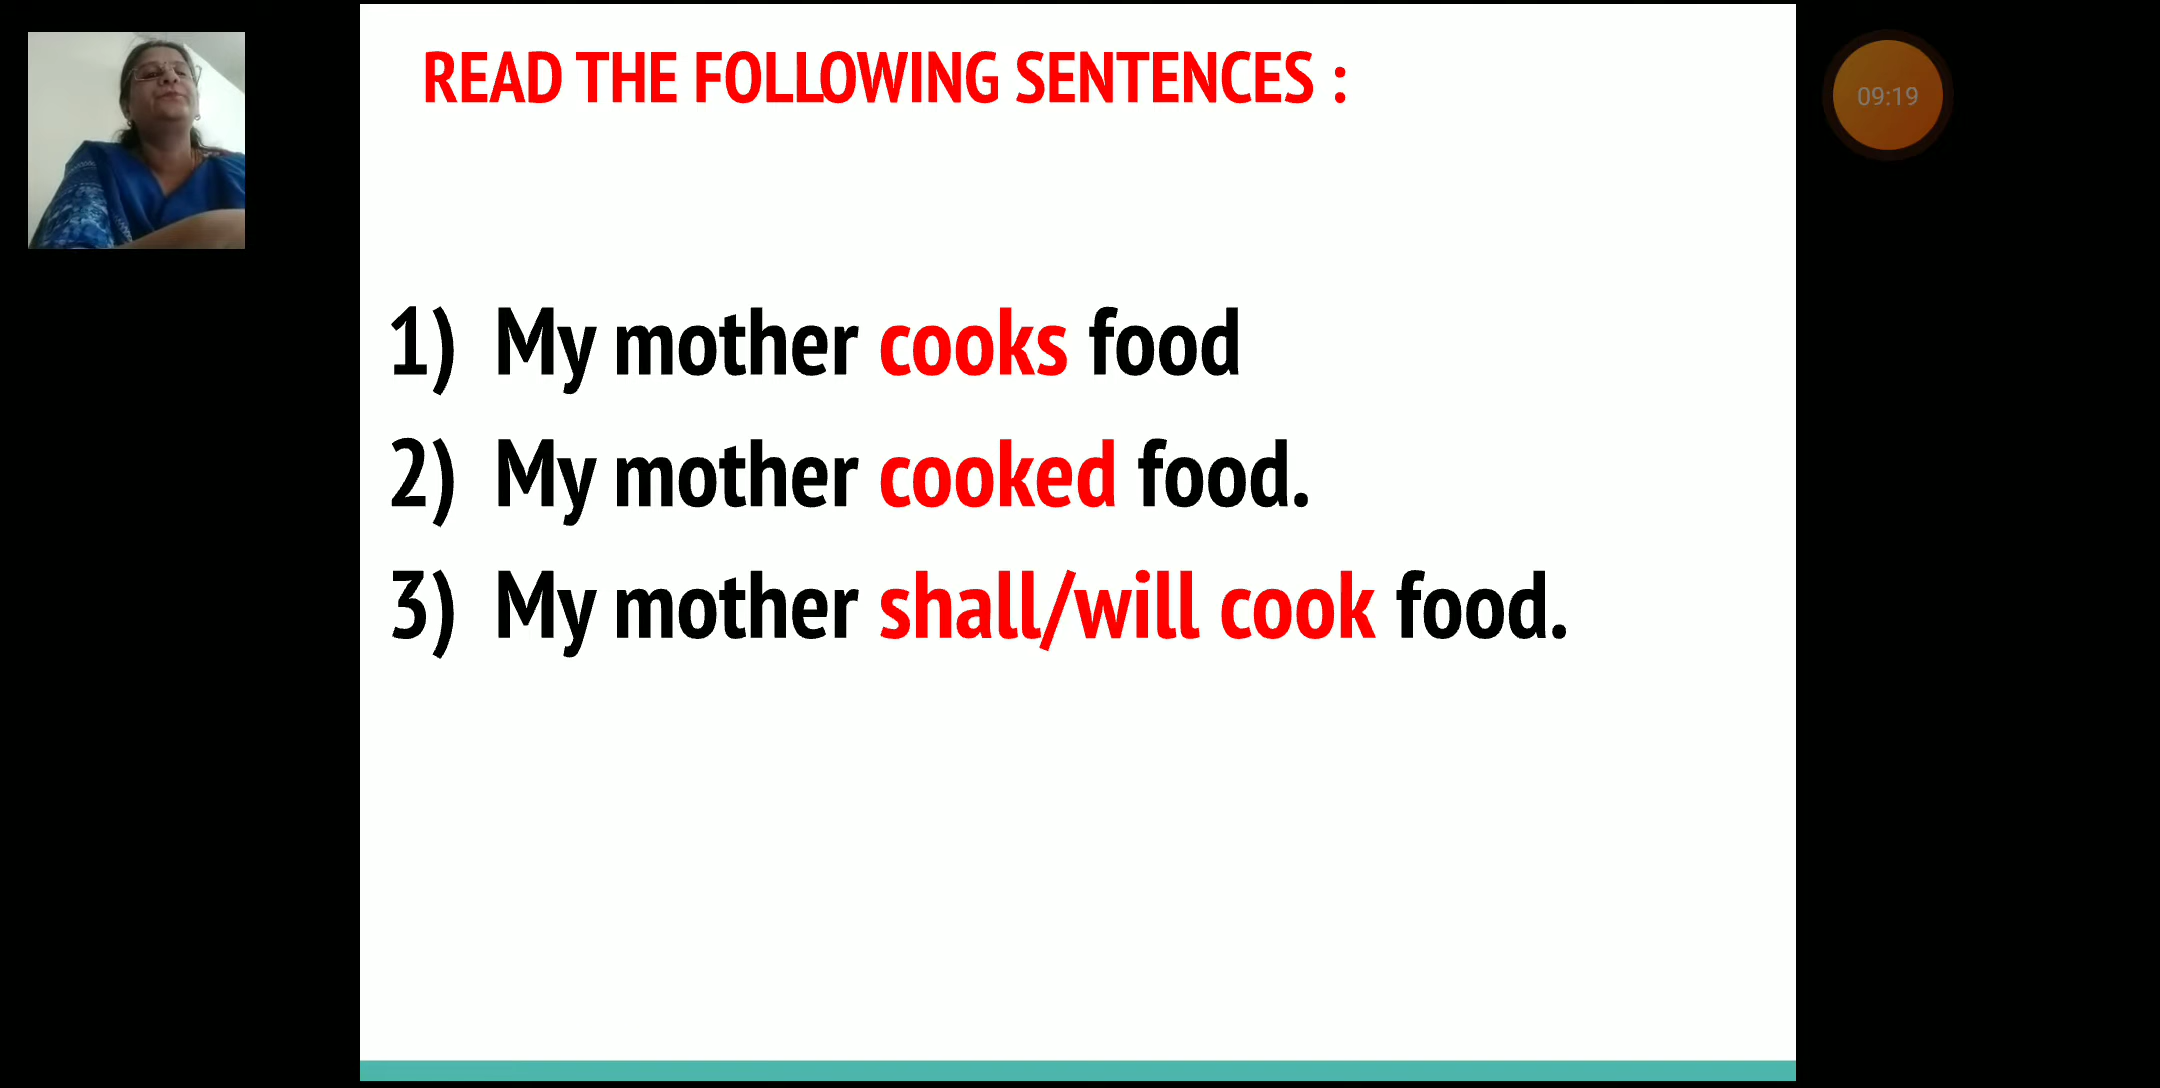 READ THE FOLLOWING SENTENCES :
09:19
1) My mother cooks food
2) My mother cooked food.
3) My mother shall/will cook food.